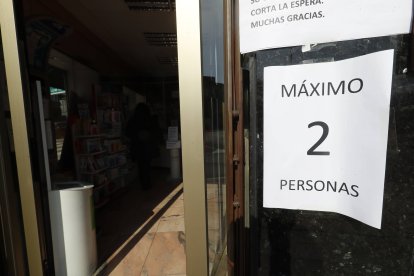 CORTA LA ESPERA.
MUCHAS GRACIAS.
MÁXIMO
2
PERSONAS